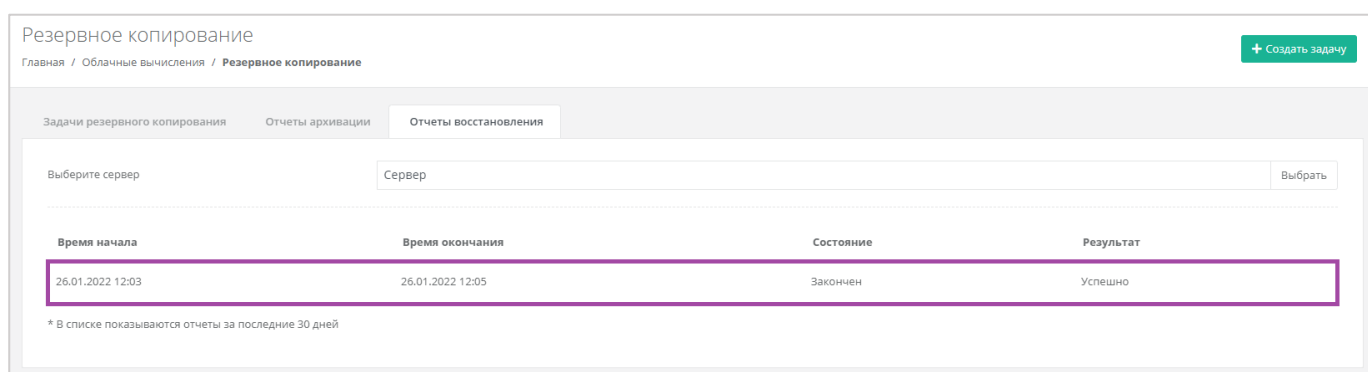 Резервное копирование
+ Создать задачу
Главная / Облачные вычисления / Резервное копирование
Задачи резервного копирования Отчеты архивации Отчеты восстановления
Выберите сервер Сервер Выбрать
Время начала Время окончания Состояние Результат
26.01.2022 12:03 26.01.2022 12:05 Закончен Успешно
* В списке показываются отчеты за последние 30 дней